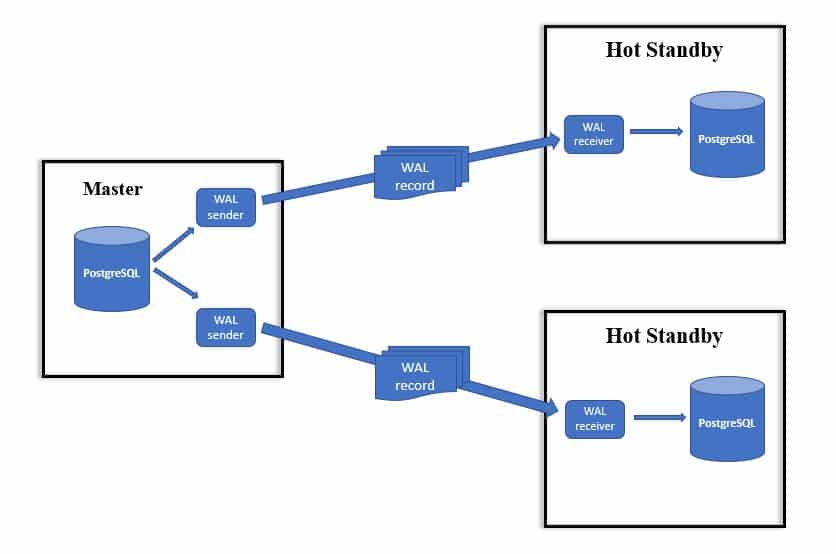 Master
PostgreSQL
WAL
sender
WAL
sender
WAL
record
WAL
record
Hot Standby
WAL
receiver
PostgreSQL
Hot Standby
WAL
receiver
PostgreSQL